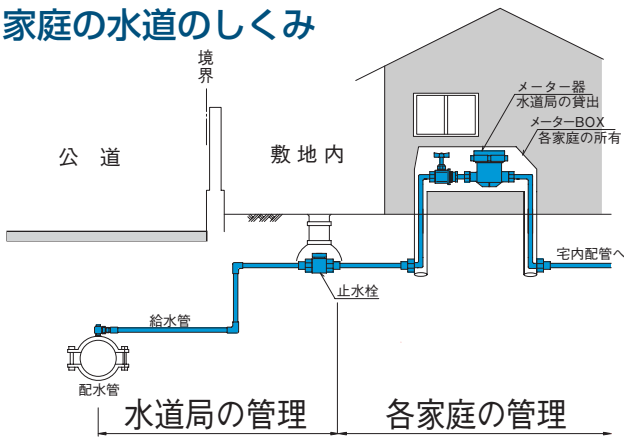 家庭の水道のしくみ
境界
メーター器
水道局の貸出
メーターBOX
各家庭の所有
公 道
敷地内
宅内配管へ
止水栓
給水管
配水管
水道局の管理
各家庭の管理